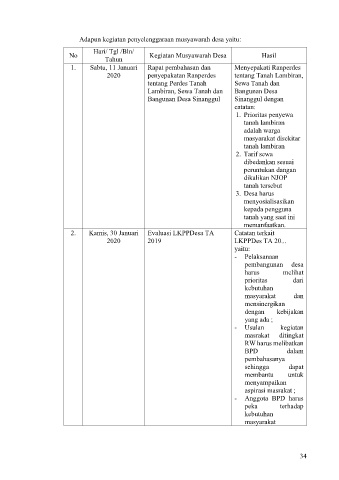 Adapun kegiatan penyelenggaraan musyawarah desa yaitu:
No
Hari/ Tgl /Bln/
Tahun
Kegiatan Musyawarah Desa
Hasil
1.
Sabtu, 11 Januari
2020
Rapat pembahasan dan
penyepakatan Ranperdes
tentang Perdes Tanah
Lambiran, Sewa Tanah dan
Bangunan Desa Sinanggul
Menyepakati Ranperdes
tentang Tanah Lambiran,
Sewa Tanah dan
Bangunan Desa
Sinanggul dengan
catatan:
1. Prioritas penyewa
tanah lambiran
adalah warga
masyarakat disekitar
tanah lambiran
2. Tarif sewa
dibedankan sesuai
peruntukan dangan
dikalikan NJOP
tanah tersebut
3. Desa harus
menyosialisasikan
kepada pengguna
tanah yang saat ini
memanfaatkan.
2.
Kamis, 30 Januari
2020
Evaluasi LKPPDesa TA
2019
Catatan terkait
LKPPDes TA 20...
yaitu:
- Pelaksanaan
pembangunan desa
harus melihat
prioritas dari
kebutuhan
masyarakat dan
mensinergikan
dengan kebijakan
yang ada ;
- Usulan kegiatan
masrakat ditingkat
RW harus melibatkan
BPD dalam
pembahasanya
sehingga dapat
membantu untuk
menyampaikan
aspirasi masrakat ;
- Anggota BPD harus
peka terhadap
kebutuhan
masyarakat
34